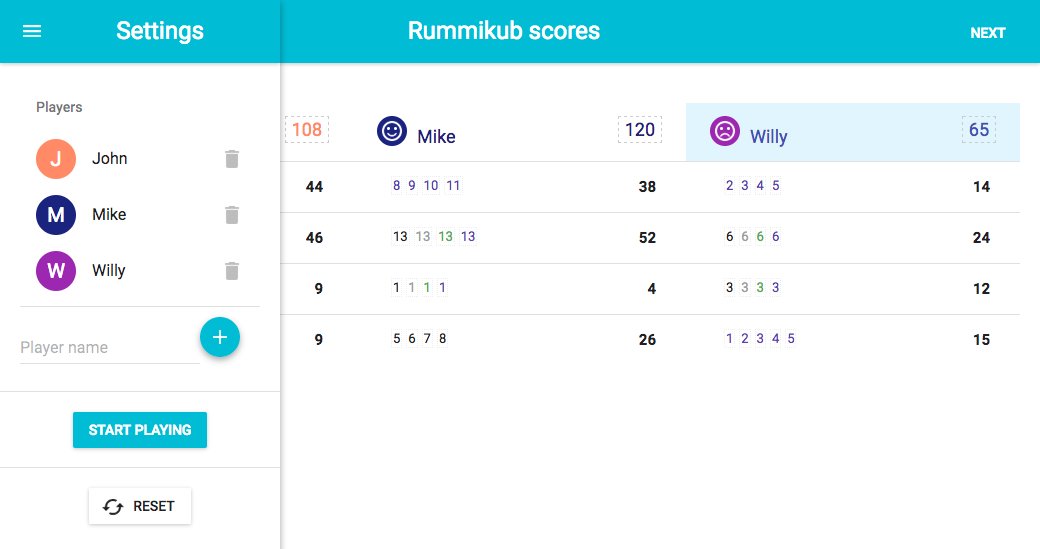 Settings
Rummikub scores
NEXT
Players
J John
M Mike
W Willy
Player name
+
START PLAYING
RESET
108 Mike 120 Willy 65
44 8 9 10 11 38 2 3 4 5 14
46 13 13 13 13 52 6 6 6 6 24
9 1 1 1 1 4 3 3 3 3 12
9 5 6 7 8 26 1 2 3 4 5 15